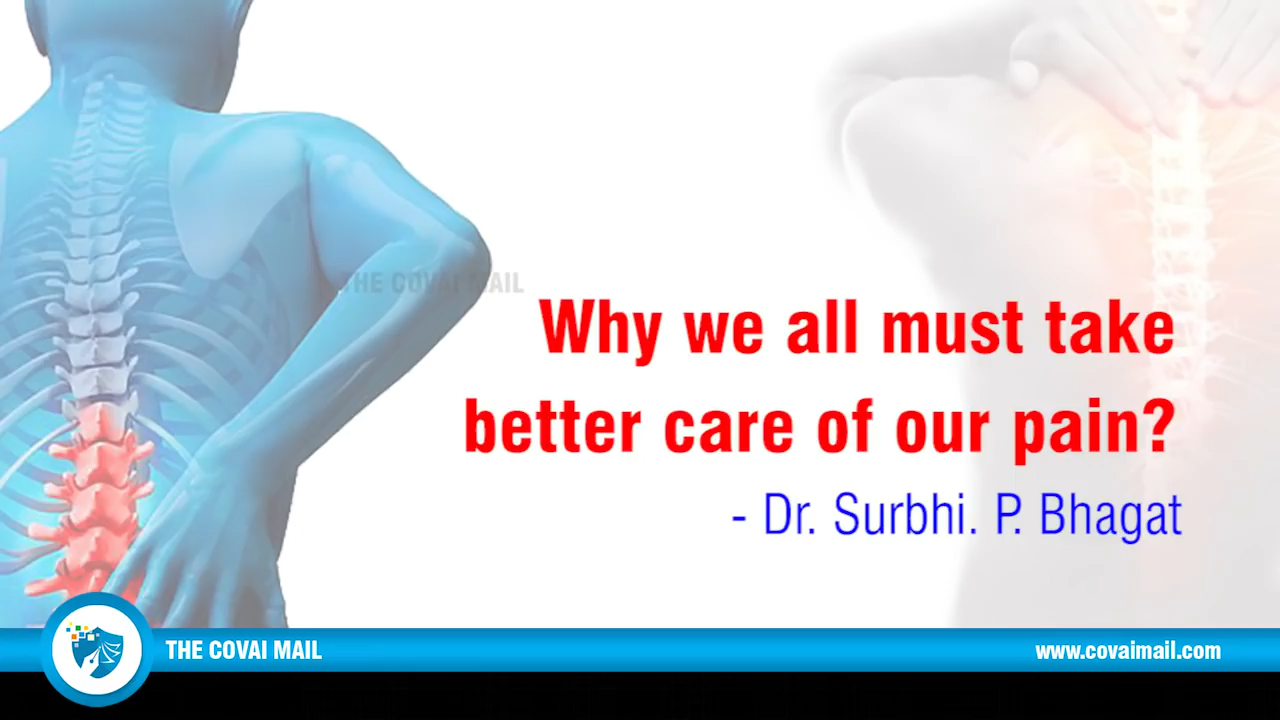 THE COVAI MAIL
Why we all must take
better care of our pain?
- Dr. Surbhi. P. Bhagat
THE COVAI MAIL
www.covaimail.com